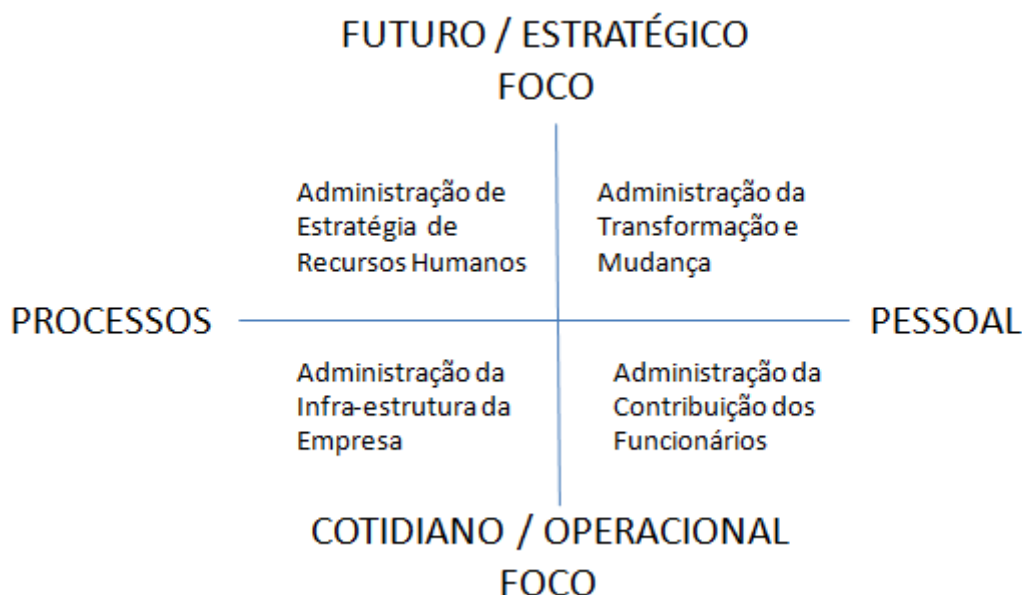 FUTURO / ESTRATÉGICO
FOCO
Administração de
Estratégia de
Recursos Humanos
Administração da
Transformação e
Mudança
PROCESSOS
PESSOAL
Administração da
Infra-estrutura da
Empresa
Administração da
Contribuição dos
Funcionários
COTIDIANO / OPERACIONAL
FOCO